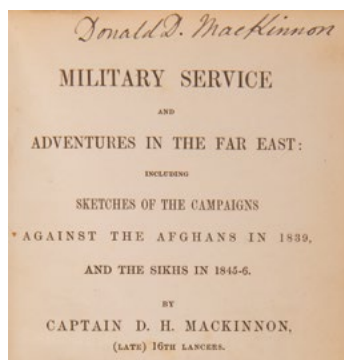 Donald D. MacKinnon
MILITARY SERVICE
AND
ADVENTURES IN THE FAR EAST:
INCLUDING
SKETCHES OF THE CAMPAIGNS
AGAINST THE AFGHANS IN 1839,
AND THE SIKHS IN 1845-6.
BY
CAPTAIN D. H. MACKINNON,
(LATE) 16TH LANCERS.